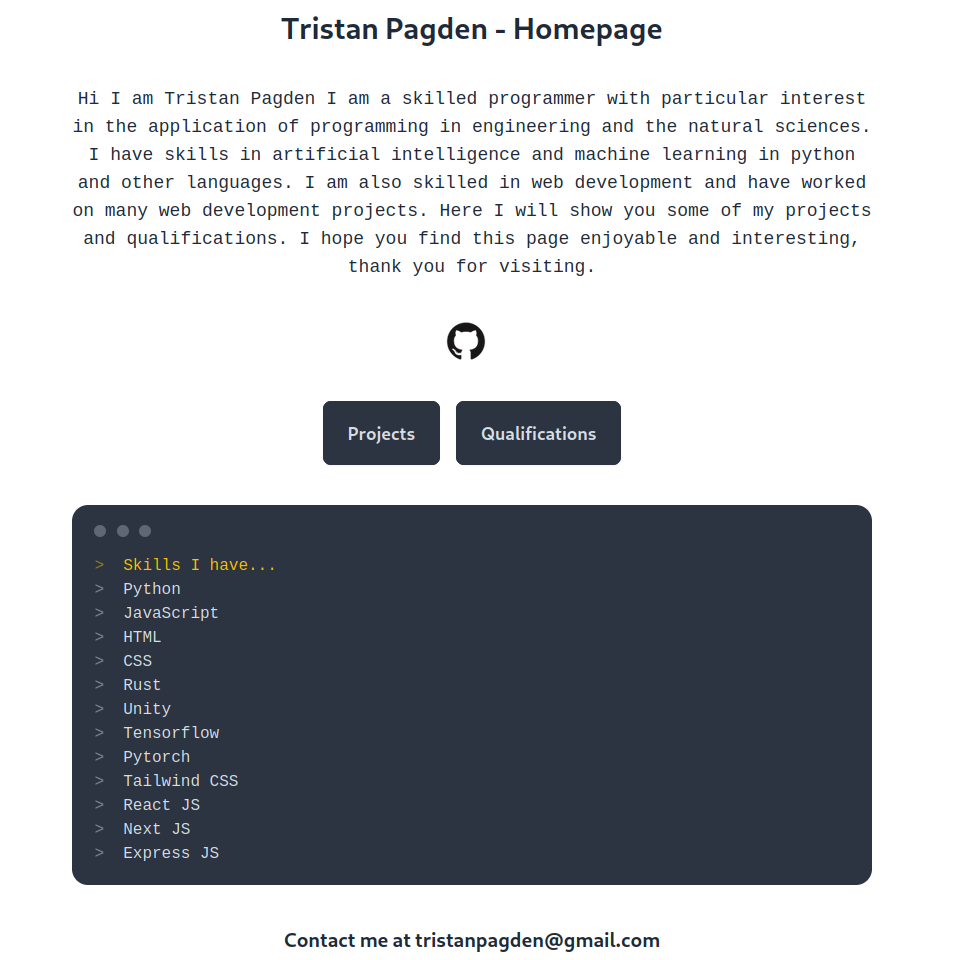 Tristan Pagden - Homepage
Hi I am Tristan Pagden I am a skilled programmer with particular interest
in the application of programming in engineering and the natural sciences.
I have skills in artificial intelligence and machine learning in python
and other languages. I am also skilled in web development and have worked
on many web development projects. Here I will show you some of my projects
and qualifications. I hope you find this page enjoyable and interesting,
thank you for visiting.
Projects Qualifications
> Skills I have...
> Python
> JavaScript
> HTML
> CSS
> Rust
> Unity
> Tensorflow
> Pytorch
> Tailwind CSS
> React JS
> Next JS
> Express JS
Contact me at tristanpagden@gmail.com